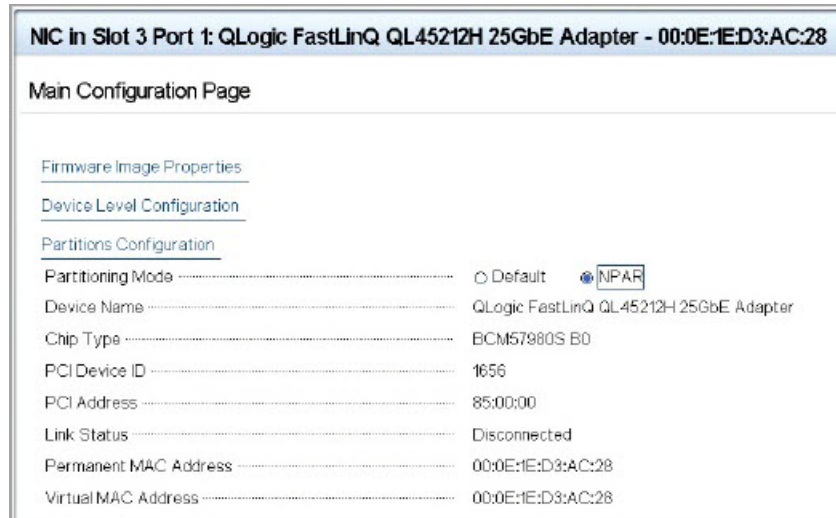 NIC in Slot 3 Port 1: QLogic FastLinQ QL45212H 25GbE Adapter - 00:0E:1E:D3:AC:28
Main Configuration Page
Firmware Image Properties
Device Level Configuration
Partitions Configuration
Partitioning Mode Default NPAR
Device Name QLogic FastLinQ QL45212H 25GbE Adapter
Chip Type BCM57980S B0
PCI Device ID 1656
PCI Address 85:00:00
Link Status Disconnected
Permanent MAC Address 00:0E:1E:D3:AC:28
Virtual MAC Address 00:0E:1E:D3:AC:28